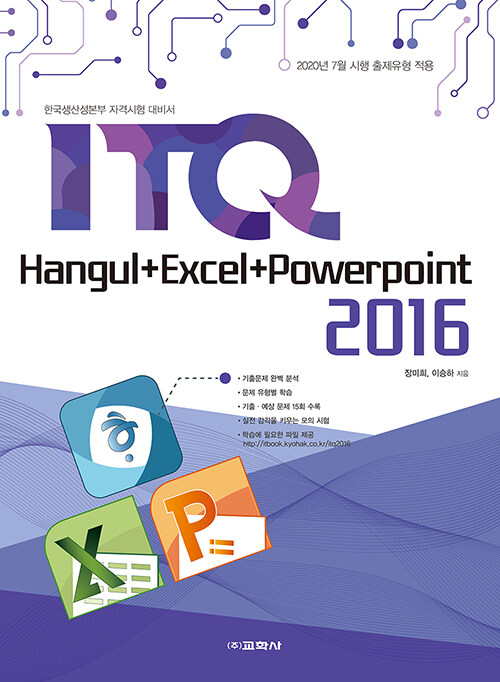 2020년 7월 시행 출제유형 적용
한국생산성본부 자격시험 대비서
ITQ
Hangul+Excel+Powerpoint
2016
장미희, 이승하 지음
• 기출문제 완벽 분석
• 문제 유형별 학습
• 기출 · 예상 문제 15회 수록
• 실전 감각을 키우는 모의 시험
• 학습에 필요한 파일 제공
http://itbook.kyohak.co.kr/itq2016
ㅎ
P
X
(주)교학사